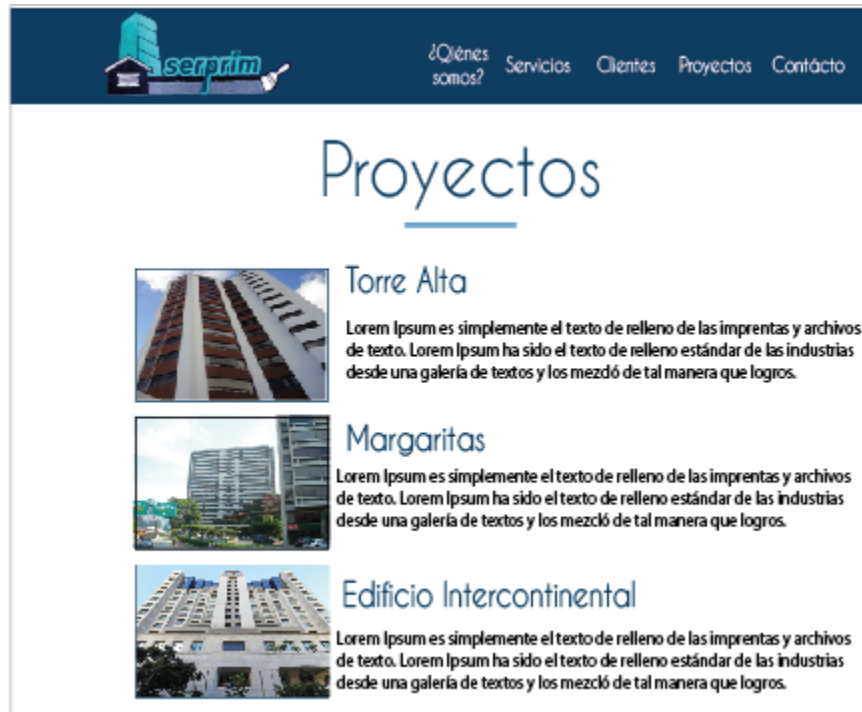 serprim
¿Qiénes
somos?
Servicios
Clientes
Proyectos
Contácto
Proyectos
Torre Alta
Lorem Ipsum es simplemente el texto de relleno de las imprentas y archivos
de texto. Lorem Ipsum ha sido el texto de relleno estándar de las industrias
desde una galería de textos y los mezcló de tal manera que logros.
Margaritas
Lorem Ipsum es simplemente el texto de relleno de las imprentas y archivos
de texto. Lorem Ipsum ha sido el texto de relleno estándar de las industrias
desde una galería de textos y los mezcló de tal manera que logros.
Edificio Intercontinental
Lorem Ipsum es simplemente el texto de relleno de las imprentas y archivos
de texto. Lorem Ipsum ha sido el texto de relleno estándar de las industrias
desde una galería de textos y los mezcló de tal manera que logros.